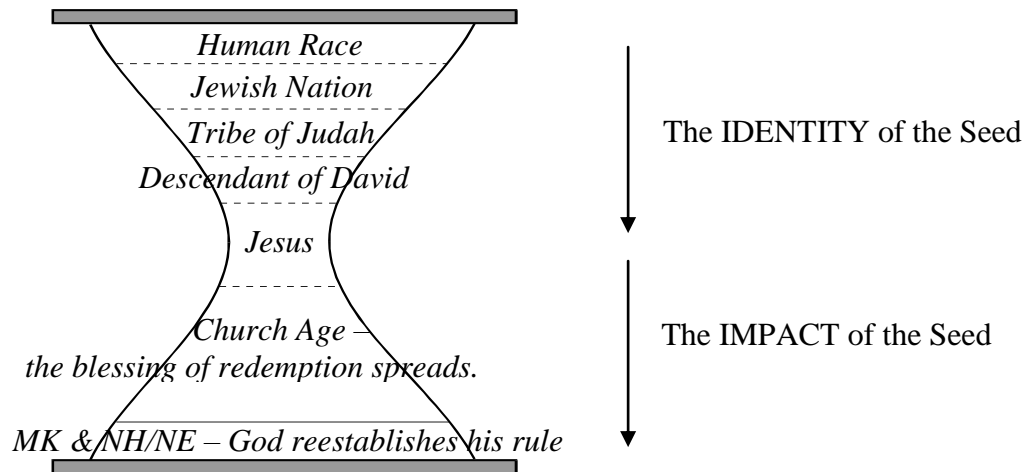 Human Race
Jewish Nation
Tribe of Judah
The IDENTITY of the Seed
Descendant of David
Jesus
Church Age –
the blessing of redemption spreads.
The IMPACT of the Seed
MK & NH/NE – God reestablishes his rule